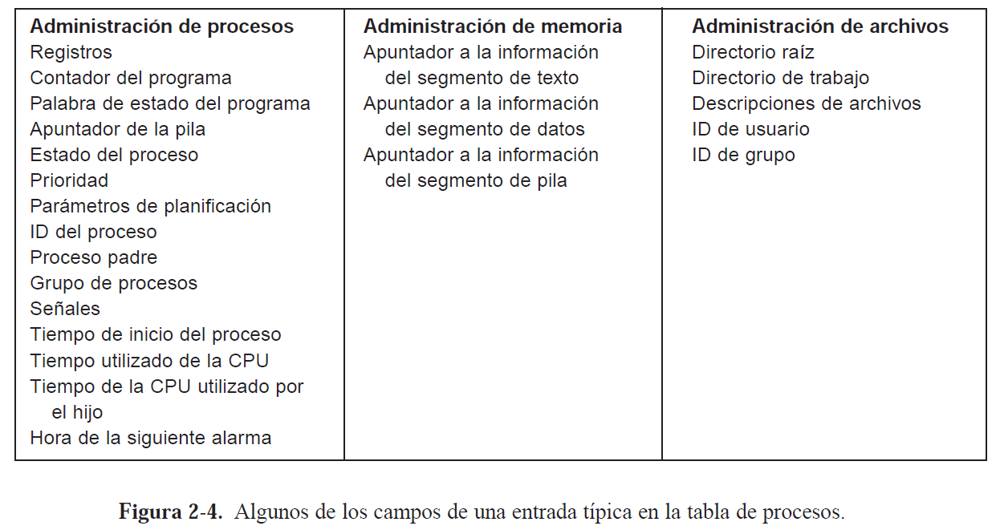 Administración de procesos
Registros
Contador del programa
Palabra de estado del programa
Apuntador de la pila
Estado del proceso
Prioridad
Parámetros de planificación
ID del proceso
Proceso padre
Grupo de procesos
Señales
Tiempo de inicio del proceso
Tiempo utilizado de la CPU
Tiempo de la CPU utilizado por
el hijo
Hora de la siguiente alarma
Administración de memoria
Apuntador a la información
del segmento de texto
Apuntador a la información
del segmento de datos
Apuntador a la información
del segmento de pila
Administración de archivos
Directorio raíz
Directorio de trabajo
Descripciones de archivos
ID de usuario
ID de grupo
Figura 2-4. Algunos de los campos de una entrada típica en la tabla de procesos.